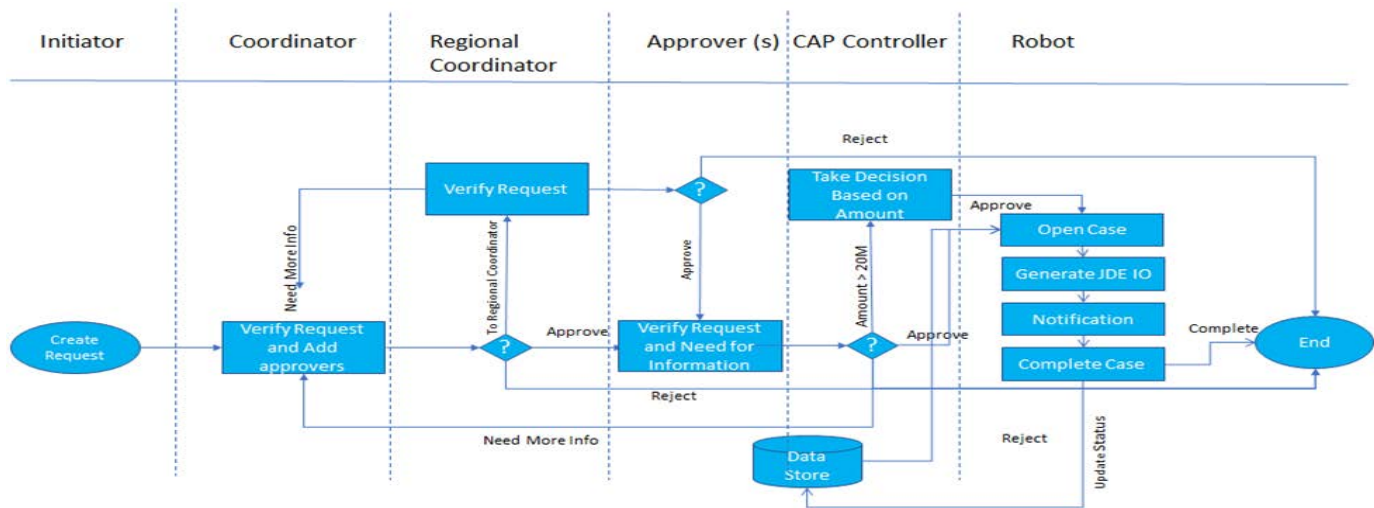 Initiator
Coordinator
Regional
Coordinator
Approver (s)
CAP Controller
Robot
Reject
Verify Request
?
Take Decision
Based on
Amount
Approve
Need More Info
To Regional Coordinator
Approve
Amount > 20M
Open Case
Generate JDE IO
Notification
Complete Case
Complete
Create
Request
Verify Request
and Add
approvers
?
Approve
Verify Request
and Need for
Information
?
Approve
End
Reject
Need More Info
Data
Store
Reject
Update Status